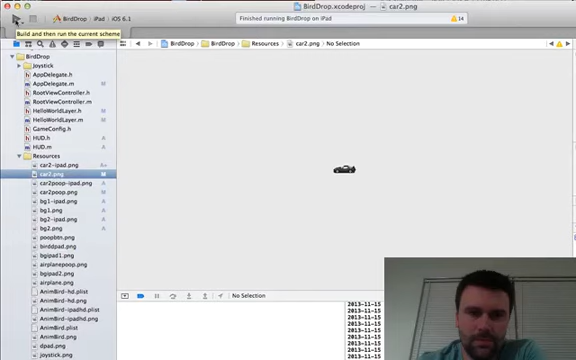 BirdDrop.xcodeproj — car2.png
BirdDrop iPad iOS 6.1
Finished running BirdDrop on iPad
14
Build and then run the current scheme
BirdDrop BirdDrop Resources car2.png No Selection
BirdDrop
Joystick
AppDelegate.h
AppDelegate.m M
RootViewController.h
RootViewController.m
HelloWorldLayer.h M
HelloWorldLayer.m M
GameConfig.h
HUD.h A
HUD.m A
Resources
car2-ipad.png A+
car2.png M
car2poop-ipad.png A
car2poop.png M
bg1-ipad.png A
bg1.png A
bg2-ipad.png A
bg2.png A
poopbtn.png
birddpad.png
bgipad1.png
airplanepoop.png
bgipad2.png
airplane.png
AnimBird-hd.plist
AnimBird-hd.png
AnimBird-ipadhd.plist
AnimBird-ipadhd.png
AnimBird.plist
AnimBird.png
dpad.png
joystick.png
No Selection
2013-11-15
2013-11-15
2013-11-15
2013-11-15
2013-11-15
2013-11-15
2013-11-15
2013-11-15